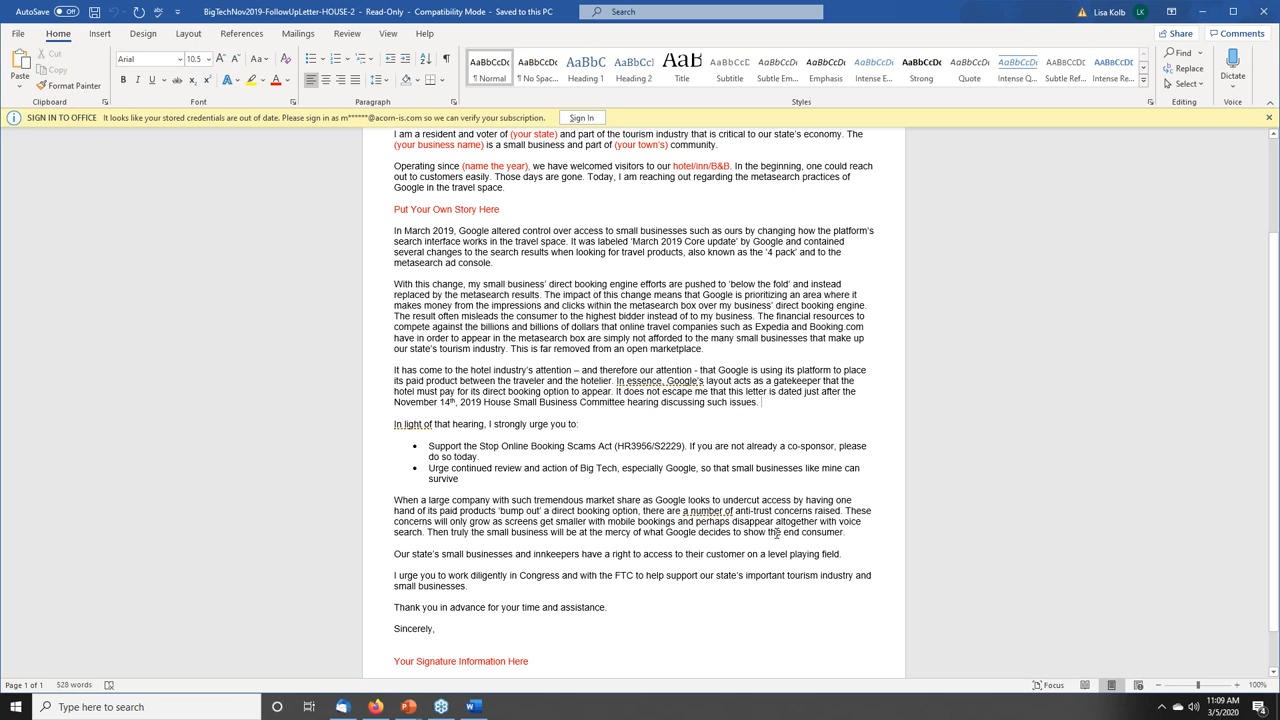 AutoSave Off
BigTechNov2019-FollowUpLetter-HOUSE-2 - Read-Only - Compatibility Mode - Saved to this PC
Search
Lisa Kolb
File Home Insert Design Layout References Mailings Review View Help
Share Comments
Paste
Cut
Copy
Format Painter
Clipboard
Arial 10.5
Font
Paragraph
AaBbCcDc AaBbCcDc AaBbC AaBbCcD AaB AaBbCcD AaBbCcDt AaBbCcDt AaBbCcDt AaBbCcDc AaBbCcDt AaBbCcDt AaBbCcDc AaBbCcDt
¶ Normal ¶ No Spac... Heading 1 Heading 2 Title Subtitle Subtle Em... Emphasis Intense E... Strong Quote Intense Q... Subtle Ref... Intense Re...
Styles
Find
Replace
Select
Editing
Dictate
Voice
SIGN IN TO OFFICE It looks like your stored credentials are out of date. Please sign in as m******@acorn-is.com so we can verify your subscription. Sign In
I am a resident and voter of (your state) and part of the tourism industry that is critical to our state's economy. The
(your business name) is a small business and part of (your town's) community.
Operating since (name the year), we have welcomed visitors to our hotel/inn/B&B. In the beginning, one could reach
out to customers easily. Those days are gone. Today, I am reaching out regarding the metasearch practices of
Google in the travel space.
Put Your Own Story Here
In March 2019, Google altered control over access to small businesses such as ours by changing how the platform's
search interface works in the travel space. It was labeled 'March 2019 Core update' by Google and contained
several changes to the search results when looking for travel products, also known as the '4 pack' and to the
metasearch ad console.
With this change, my small business' direct booking engine efforts are pushed to 'below the fold' and instead
replaced by the metasearch results. The impact of this change means that Google is prioritizing an area where it
makes money from the impressions and clicks within the metasearch box over my business' direct booking engine.
The result often misleads the consumer to the highest bidder instead of to my business. The financial resources to
compete against the billions and billions of dollars that online travel companies such as Expedia and Booking.com
have in order to appear in the metasearch box are simply not afforded to the many small businesses that make up
our state's tourism industry. This is far removed from an open marketplace.
It has come to the hotel industry's attention – and therefore our attention - that Google is using its platform to place
its paid product between the traveler and the hotelier. In essence, Google's layout acts as a gatekeeper that the
hotel must pay for its direct booking option to appear. It does not escape me that this letter is dated just after the
November 14th, 2019 House Small Business Committee hearing discussing such issues.
In light of that hearing, I strongly urge you to:
• Support the Stop Online Booking Scams Act (HR3956/S2229). If you are not already a co-sponsor, please
do so today.
• Urge continued review and action of Big Tech, especially Google, so that small businesses like mine can
survive
When a large company with such tremendous market share as Google looks to undercut access by having one
hand of its paid products 'bump out' a direct booking option, there are a number of anti-trust concerns raised. These
concerns will only grow as screens get smaller with mobile bookings and perhaps disappear altogether with voice
search. Then truly the small business will be at the mercy of what Google decides to show the end consumer.
Our state's small businesses and innkeepers have a right to access to their customer on a level playing field.
I urge you to work diligently in Congress and with the FTC to help support our state's important tourism industry and
small businesses.
Thank you in advance for your time and assistance.
Sincerely,
Your Signature Information Here
Page 1 of 1 528 words
Focus
100%
Type here to search
11:09 AM
3/5/2020
4